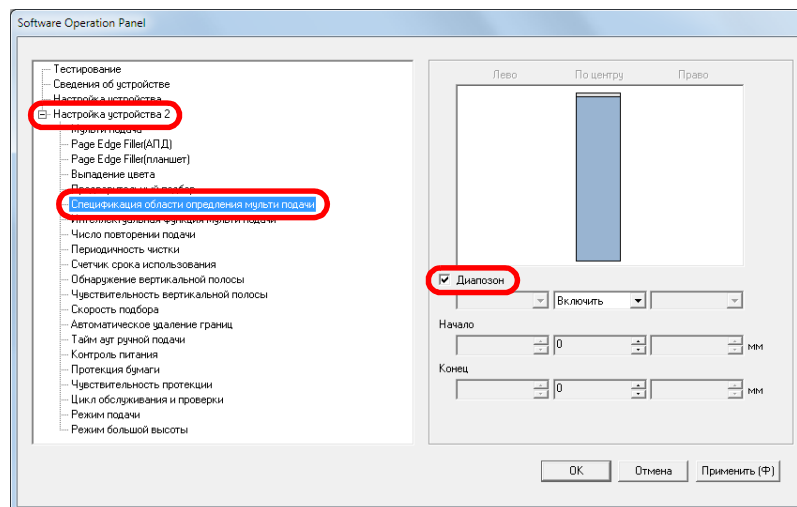 Software Operation Panel
Тестирование
Сведения об устройстве
Настройка устройства
Настройка устройства 2
Мульти подача
Page Edge Filler(АПД)
Page Edge Filler(планшет)
Выпадение цвета
Предварительный подбор
Спецификация области опредления мульти подачи
Интеллектуальная функция мульти подачи
Число повторении подачи
Периодичность чистки
Счетчик срока использования
Обнаружение вертикальной полосы
Чувствительность вертикальной полосы
Скорость подбора
Автоматическое удаление границ
Тайм аут ручной подачи
Контроль питания
Протекция бумаги
Чувствительность протекции
Цикл обслуживания и проверки
Режим подачи
Режим большой высоты
Лево По центру Право
Диапозон
Включить
Начало
0 мм
Конец
0 мм
OK Отмена Применить (Ф)